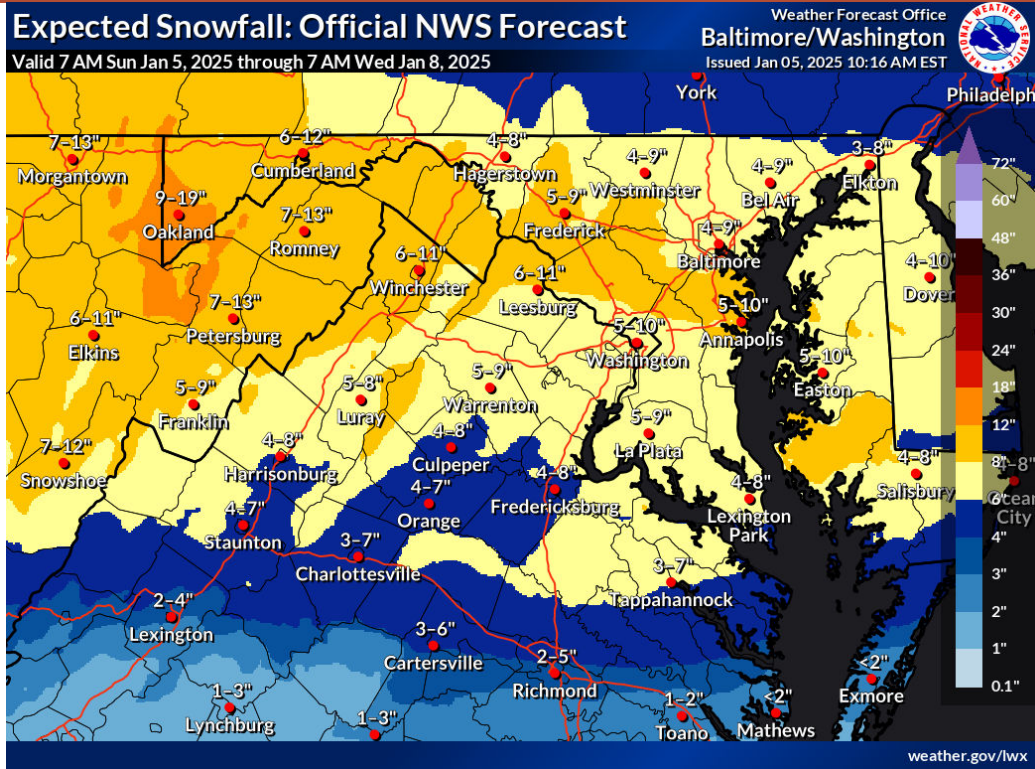 Expected Snowfall: Official NWS Forecast
Valid 7 AM Sun Jan 5, 2025 through 7 AM Wed Jan 8, 2025
Weather Forecast Office
Baltimore/Washington
Issued Jan 05, 2025 10:16 AM EST
NATIONAL WEATHER SERVICE
York
Philadelph
7-13"
Morgantown
6-12"
Cumberland
4-8"
Hagerstown
4-9"
Westminster
4-9"
Bel Air
3-8"
Elkton
9-19"
Oakland
7-13"
Romney
5-9"
Frederick
4-9"
Baltimore
6-11"
Winchester
6-11"
Leesburg
4-10"
Dover
7-13"
Petersburg
6-11"
Elkins
5-10"
Washington
5-10"
Annapolis
5-10"
Easton
5-9"
Franklin
5-8"
Luray
5-9"
Warrenton
5-9"
La Plata
7-12"
Snowshoe
4-8"
Harrisonburg
4-8"
Culpeper
4-8"
Fredericksburg
4-8"
Lexington
Park
4-8"
Salisbury
4-8"
Ocean
City
4-7"
Staunton
4-7"
Orange
3-7"
Charlottesville
3-7"
Tappahannock
2-4"
Lexington
3-6"
Cartersville
2-5"
Richmond
1-3"
Lynchburg
1-3"
1-2"
Toano
<2"
Mathews
<2"
Exmore
72"
60"
48"
36"
30"
24"
18"
12"
8"
6"
4"
3"
2"
1"
0.1"
weather.gov/lwx